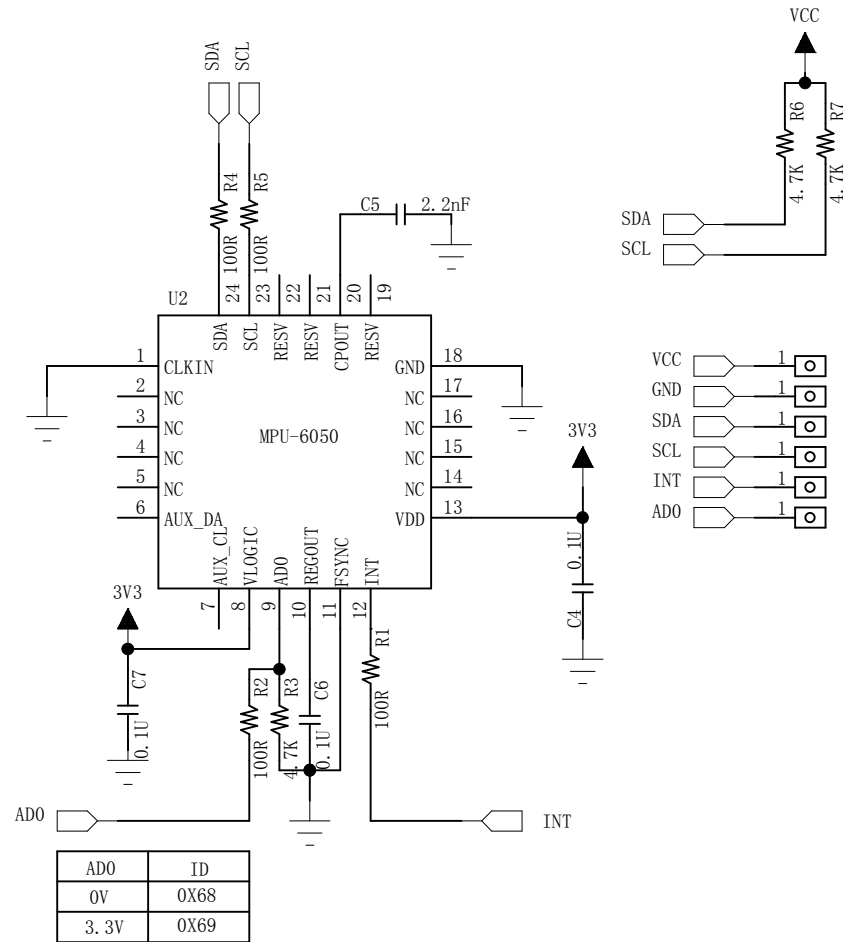 VCC
R6
R7
4.7K
4.7K
SDA
SCL
SDA
SCL
R4
R5
100R
100R
C5
2.2nF
U2
24
23
22
21
20
19
SDA
SCL
RESV
RESV
CPOUT
RESV
1
CLKIN
2
NC
3
NC
4
NC
5
NC
6
AUX_DA
MPU-6050
GND
18
NC
17
NC
16
NC
15
NC
14
VDD
13
AUX_CL
VLOGIC
ADO
REGOUT
FSYNC
INT
7
8
9
10
11
12
3V3
0.1U
C4
VCC
1
GND
1
SDA
1
SCL
1
INT
1
ADO
1
3V3
C7
0.1U
R2
100R
R3
4.7K
C6
0.1U
R1
100R
ADO
INT
ADO ID
0V 0X68
3.3V 0X69